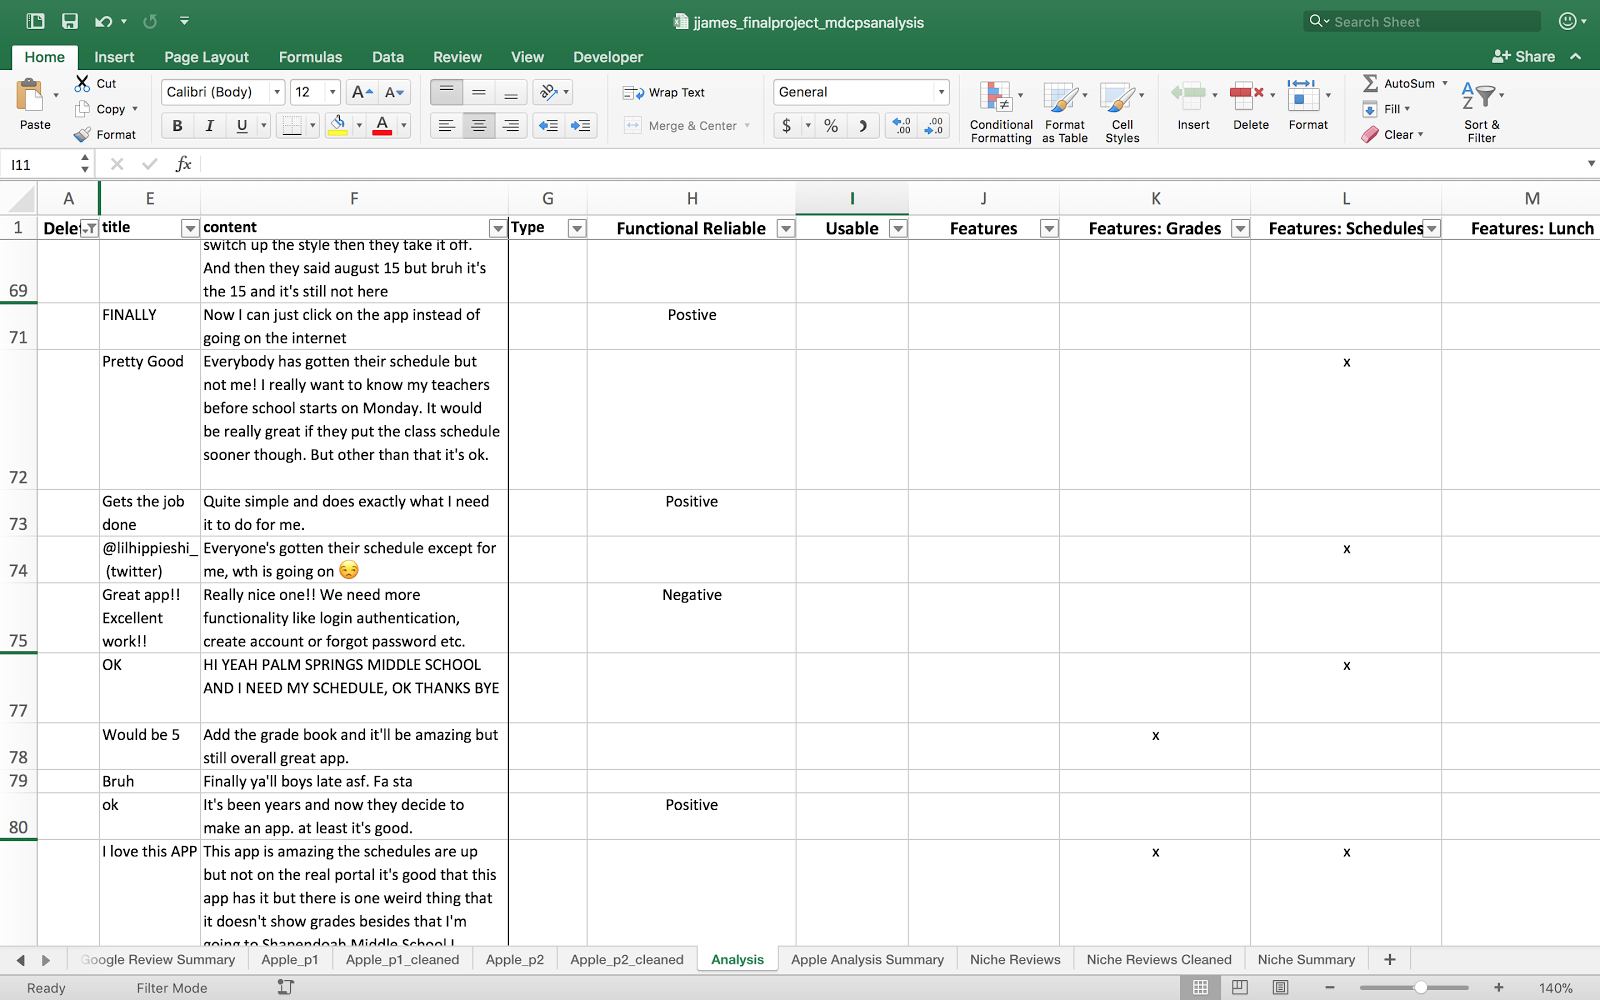 jjames_finalproject_mdcpsanalysis
Search Sheet
Home Insert Page Layout Formulas Data Review View Developer
Share
Paste
Cut
Copy
Format
Calibri (Body) 12 A A
B I U A
Wrap Text
Merge & Center
General
$ % ❩ .0 .00 .00 .0
Conditional Formatting
Format as Table
Cell Styles
Insert
Delete
Format
AutoSum
Fill
Clear
A Z
Sort & Filter
I11 fx
A E F G H I J K L M
1 Delet title content Type Functional Reliable Usable Features Features: Grades Features: Schedules Features: Lunch
switch up the style then they take it off.
And then they said august 15 but bruh it's
69 the 15 and it's still not here
FINALLY Now I can just click on the app instead of Postive
71 going on the internet
Pretty Good Everybody has gotten their schedule but x
not me! I really want to know my teachers
before school starts on Monday. It would
be really great if they put the class schedule
sooner though. But other than that it's ok.
72
Gets the job Quite simple and does exactly what I need Positive
73 done it to do for me.
@lilhippieshi_ Everyone's gotten their schedule except for x
74 (twitter) me, wth is going on 😒
Great app!! Really nice one!! We need more Negative
Excellent functionality like login authentication,
75 work!! create account or forgot password etc.
OK HI YEAH PALM SPRINGS MIDDLE SCHOOL x
AND I NEED MY SCHEDULE, OK THANKS BYE
77
Would be 5 Add the grade book and it'll be amazing but x
78 still overall great app.
79 Bruh Finally ya'll boys late asf. Fa sta
ok It's been years and now they decide to Positive
80 make an app. at least it's good.
I love this APP This app is amazing the schedules are up x x
but not on the real portal it's good that this
app has it but there is one weird thing that
it doesn't show grades besides that I'm
going to Shanendoah Middle School I
Google Review Summary Apple_p1 Apple_p1_cleaned Apple_p2 Apple_p2_cleaned Analysis Apple Analysis Summary Niche Reviews Niche Reviews Cleaned Niche Summary +
Ready Filter Mode − + 140%